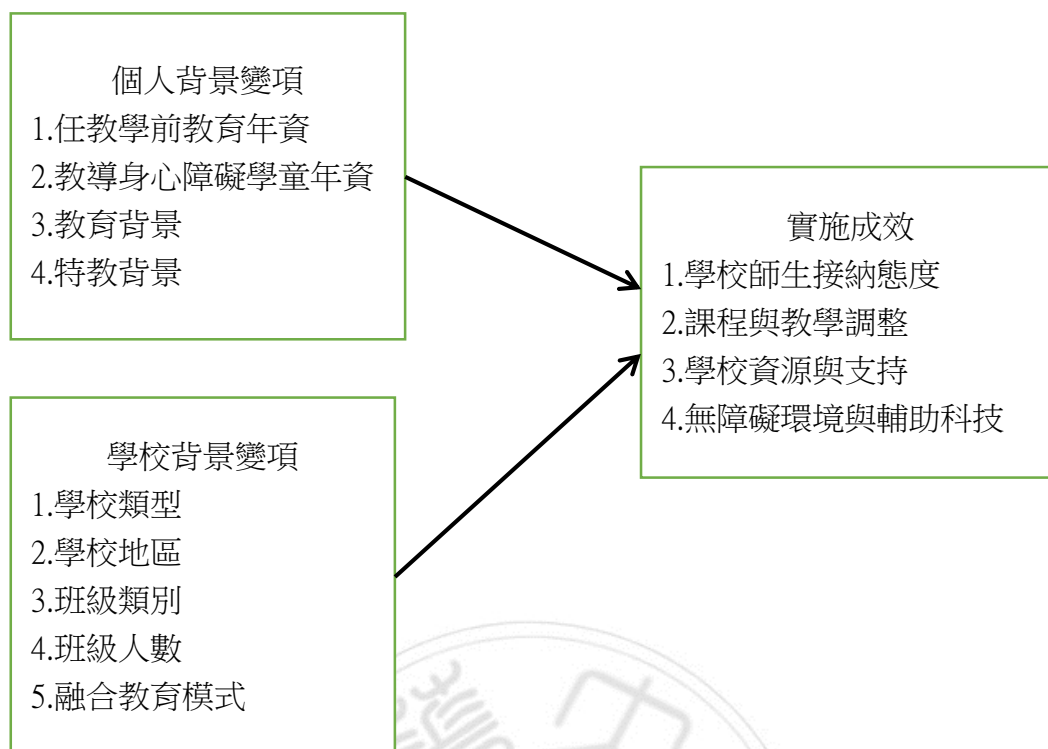 個人背景變項
1.任教學前教育年資
2.教導身心障礙學童年資
3.教育背景
4.特教背景
實施成效
1.學校師生接納態度
2.課程與教學調整
3.學校資源與支持
4.無障礙環境與輔助科技
學校背景變項
1.學校類型
2.學校地區
3.班級類別
4.班級人數
5.融合教育模式